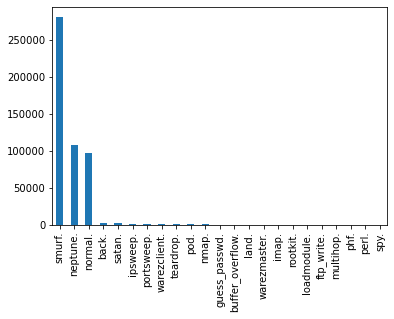 250000
200000
150000
100000
50000
0
smurf.
neptune.
normal.
back.
satan.
ipsweep.
portsweep.
warezclient.
teardrop.
pod.
nmap.
guess_passwd.
buffer_overflow.
land.
warezmaster.
imap.
rootkit.
loadmodule.
ftp_write.
multihop.
phf.
perl.
spy.